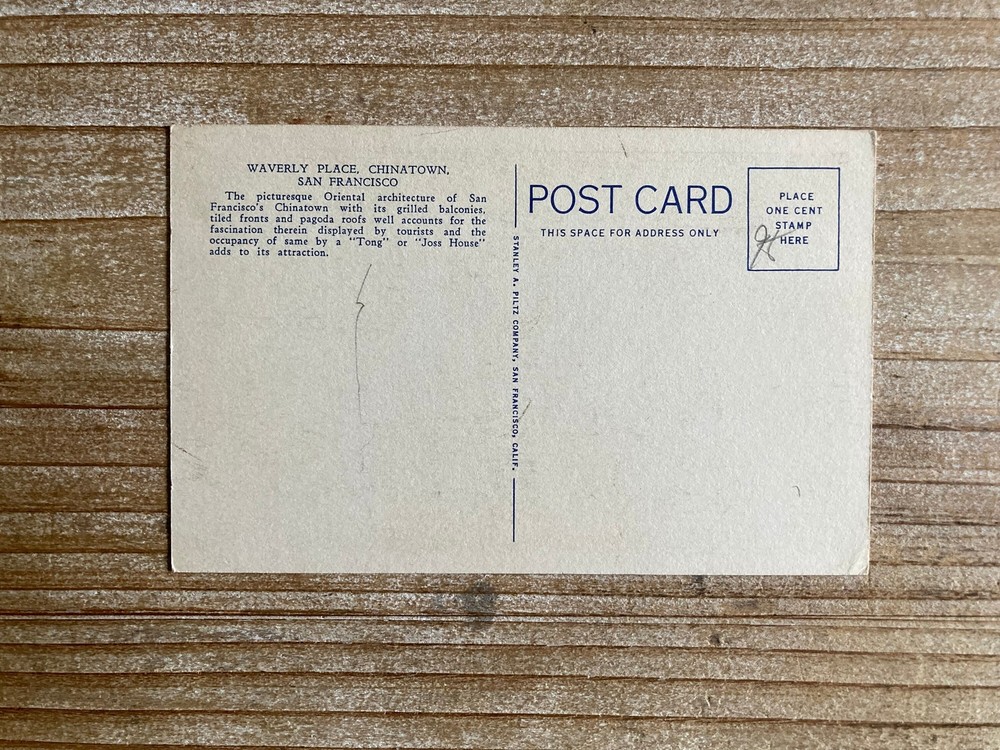 WAVERLY PLACE, CHINATOWN,
SAN FRANCISCO
The picturesque Oriental architecture of San
Francisco's Chinatown with its grilled balconies,
tiled fronts and pagoda roofs well accounts for the
fascination therein displayed by tourists and the
occupancy of same by a "Tong" or "Joss House"
adds to its attraction.
STANLEY A. PILTZ COMPANY, SAN FRANCISCO, CALIF.
POST CARD
THIS SPACE FOR ADDRESS ONLY
PLACE
ONE CENT
STAMP
HERE